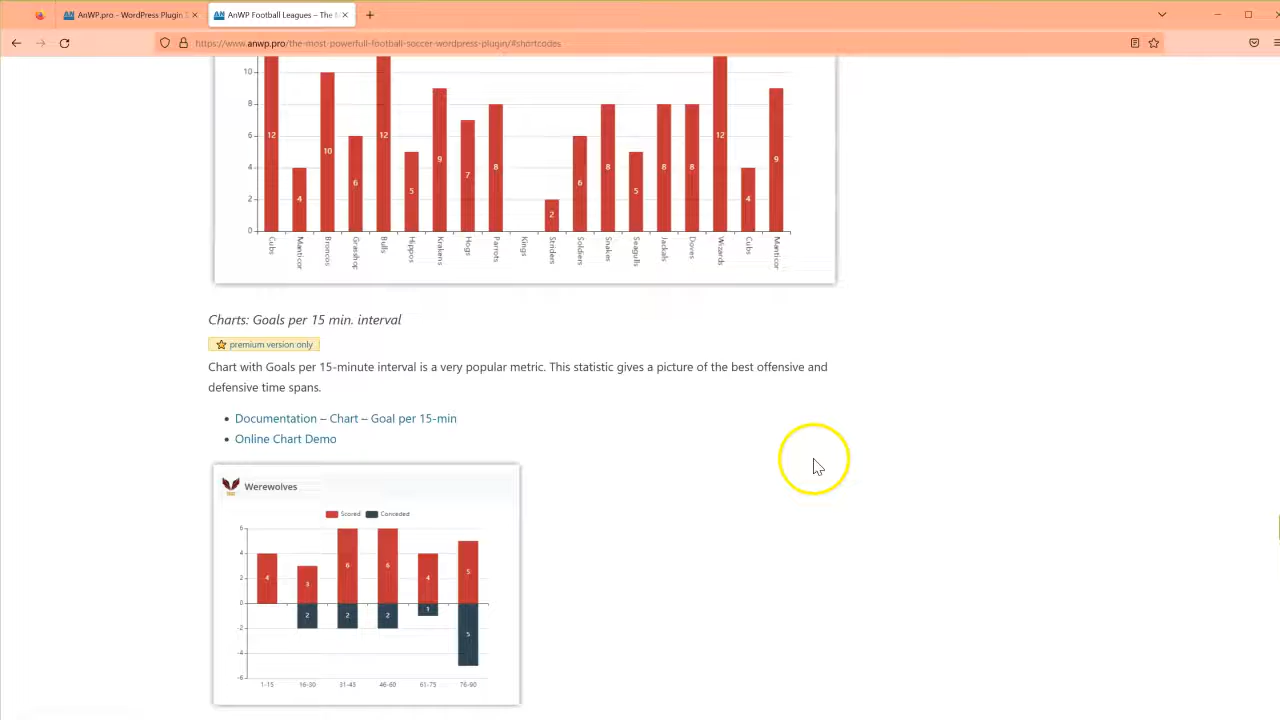 AnWP.pro - WordPress Plugin
AnWP Football Leagues – The
https://www.anwp.pro/the-most-powerfull-football-soccer-wordpress-plugin/#shortcodes
10
8
6
4
2
0
12 4 10 6 12 5 9 7 8 2 6 8 5 8 8 12 4 9
Cubs Manticor Broncos Grasshop Bulls Hippos Krakens Hogs Parrots Kings Striders Soldiers Snakes Seagulls Jackals Doves Wizards Cubs Manticor
Charts: Goals per 15 min. interval
premium version only
Chart with Goals per 15-minute interval is a very popular metric. This statistic gives a picture of the best offensive and
defensive time spans.
• Documentation – Chart – Goal per 15-min
• Online Chart Demo
Werewolves
Scored Conceded
6
4
2
0
-2
-4
-6
4 3 6 6 4 5
2 2 2 1 5
1-15 16-30 31-45 46-60 61-75 76-90